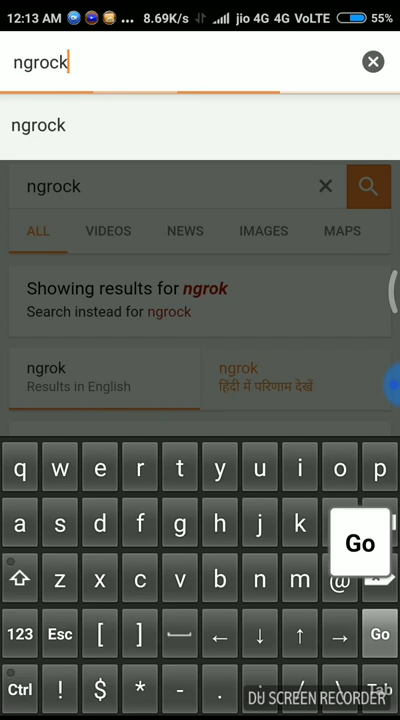 12:13 AM ... 8.69K/s jio 4G 4G VoLTE 55%
ngrock
ngrock
ngrock
ALL VIDEOS NEWS IMAGES MAPS
Showing results for ngrok
Search instead for ngrock
ngrok ngrok
Results in English हिंदी में परिणाम देखें
q w e r t y u i o p
a s d f g h j k
Go
z x c v b n m @
123 Esc [ ] ← ↓ ↑ → Go
Ctrl ! $ * - . : / \ Tab
DU SCREEN RECORDER